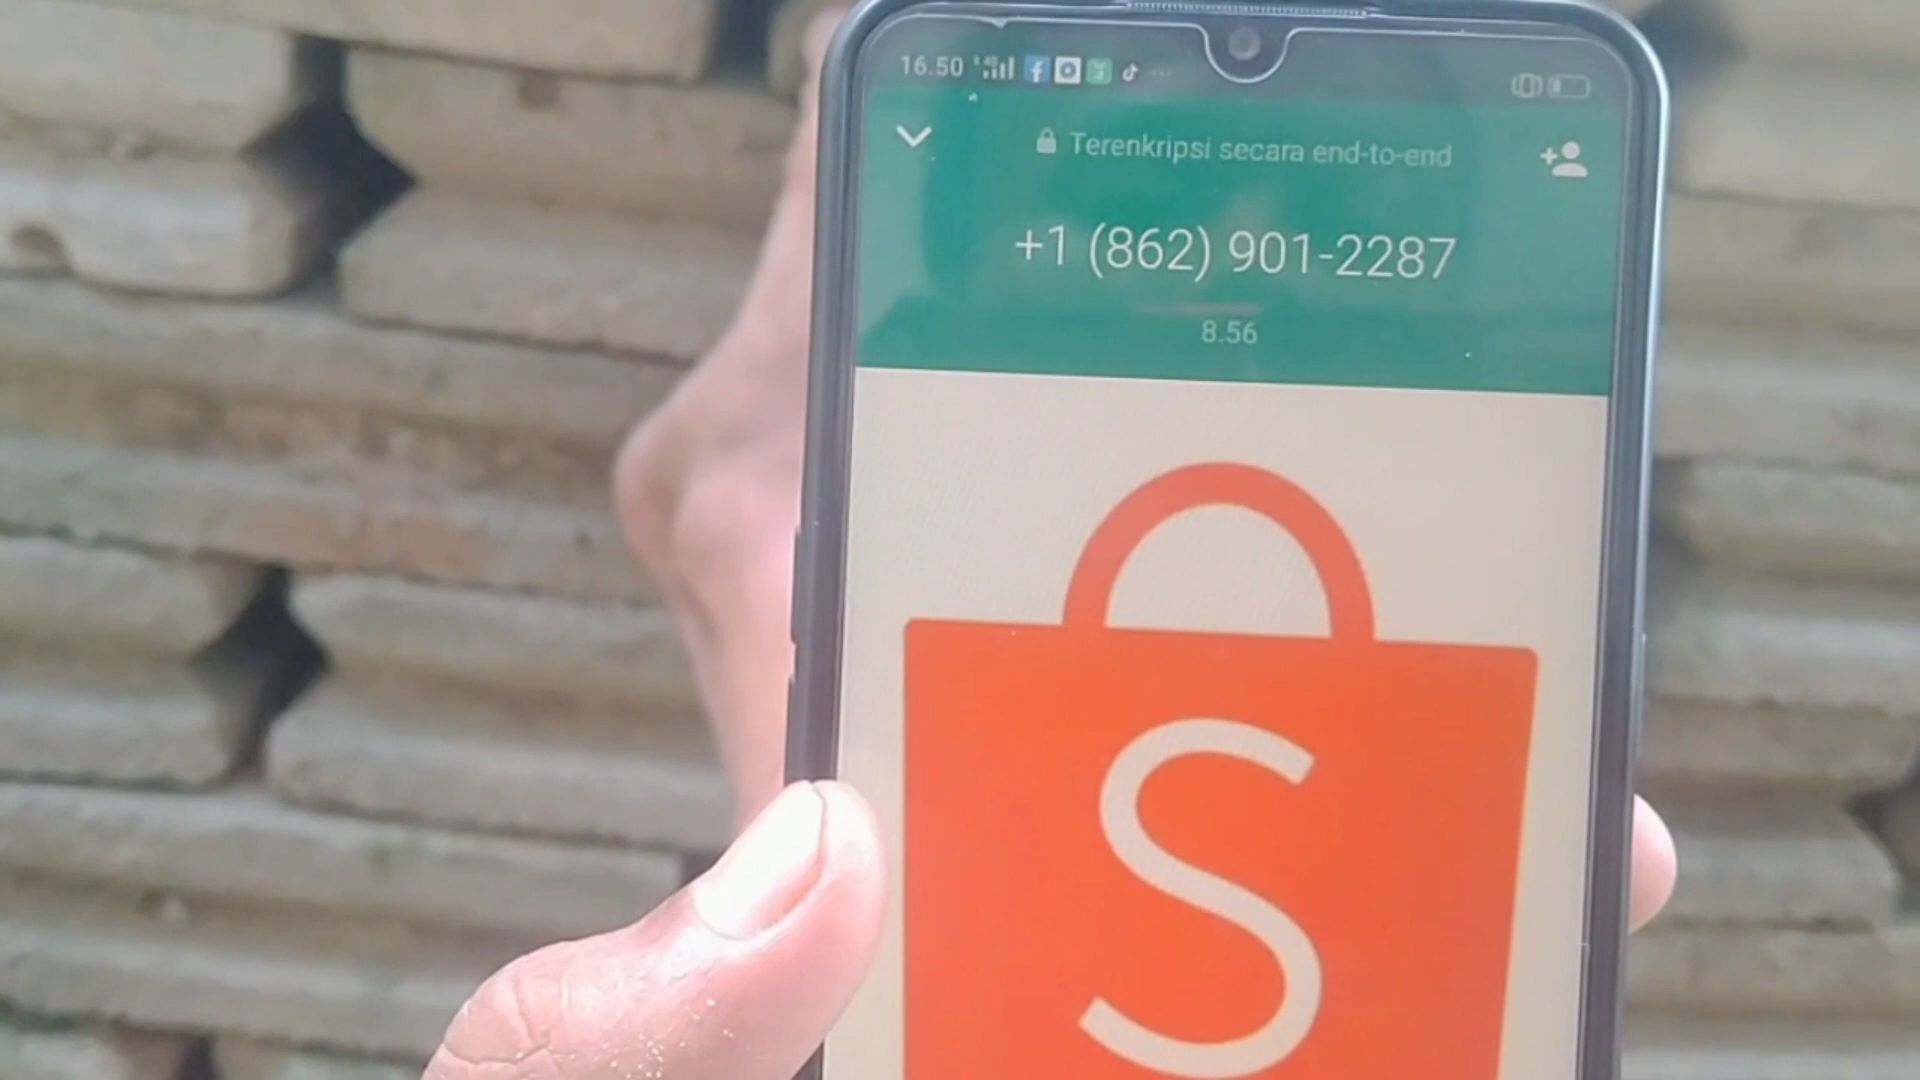 16.50
Terenkripsi secara end-to-end
+1 (862) 901-2287
8.56
S